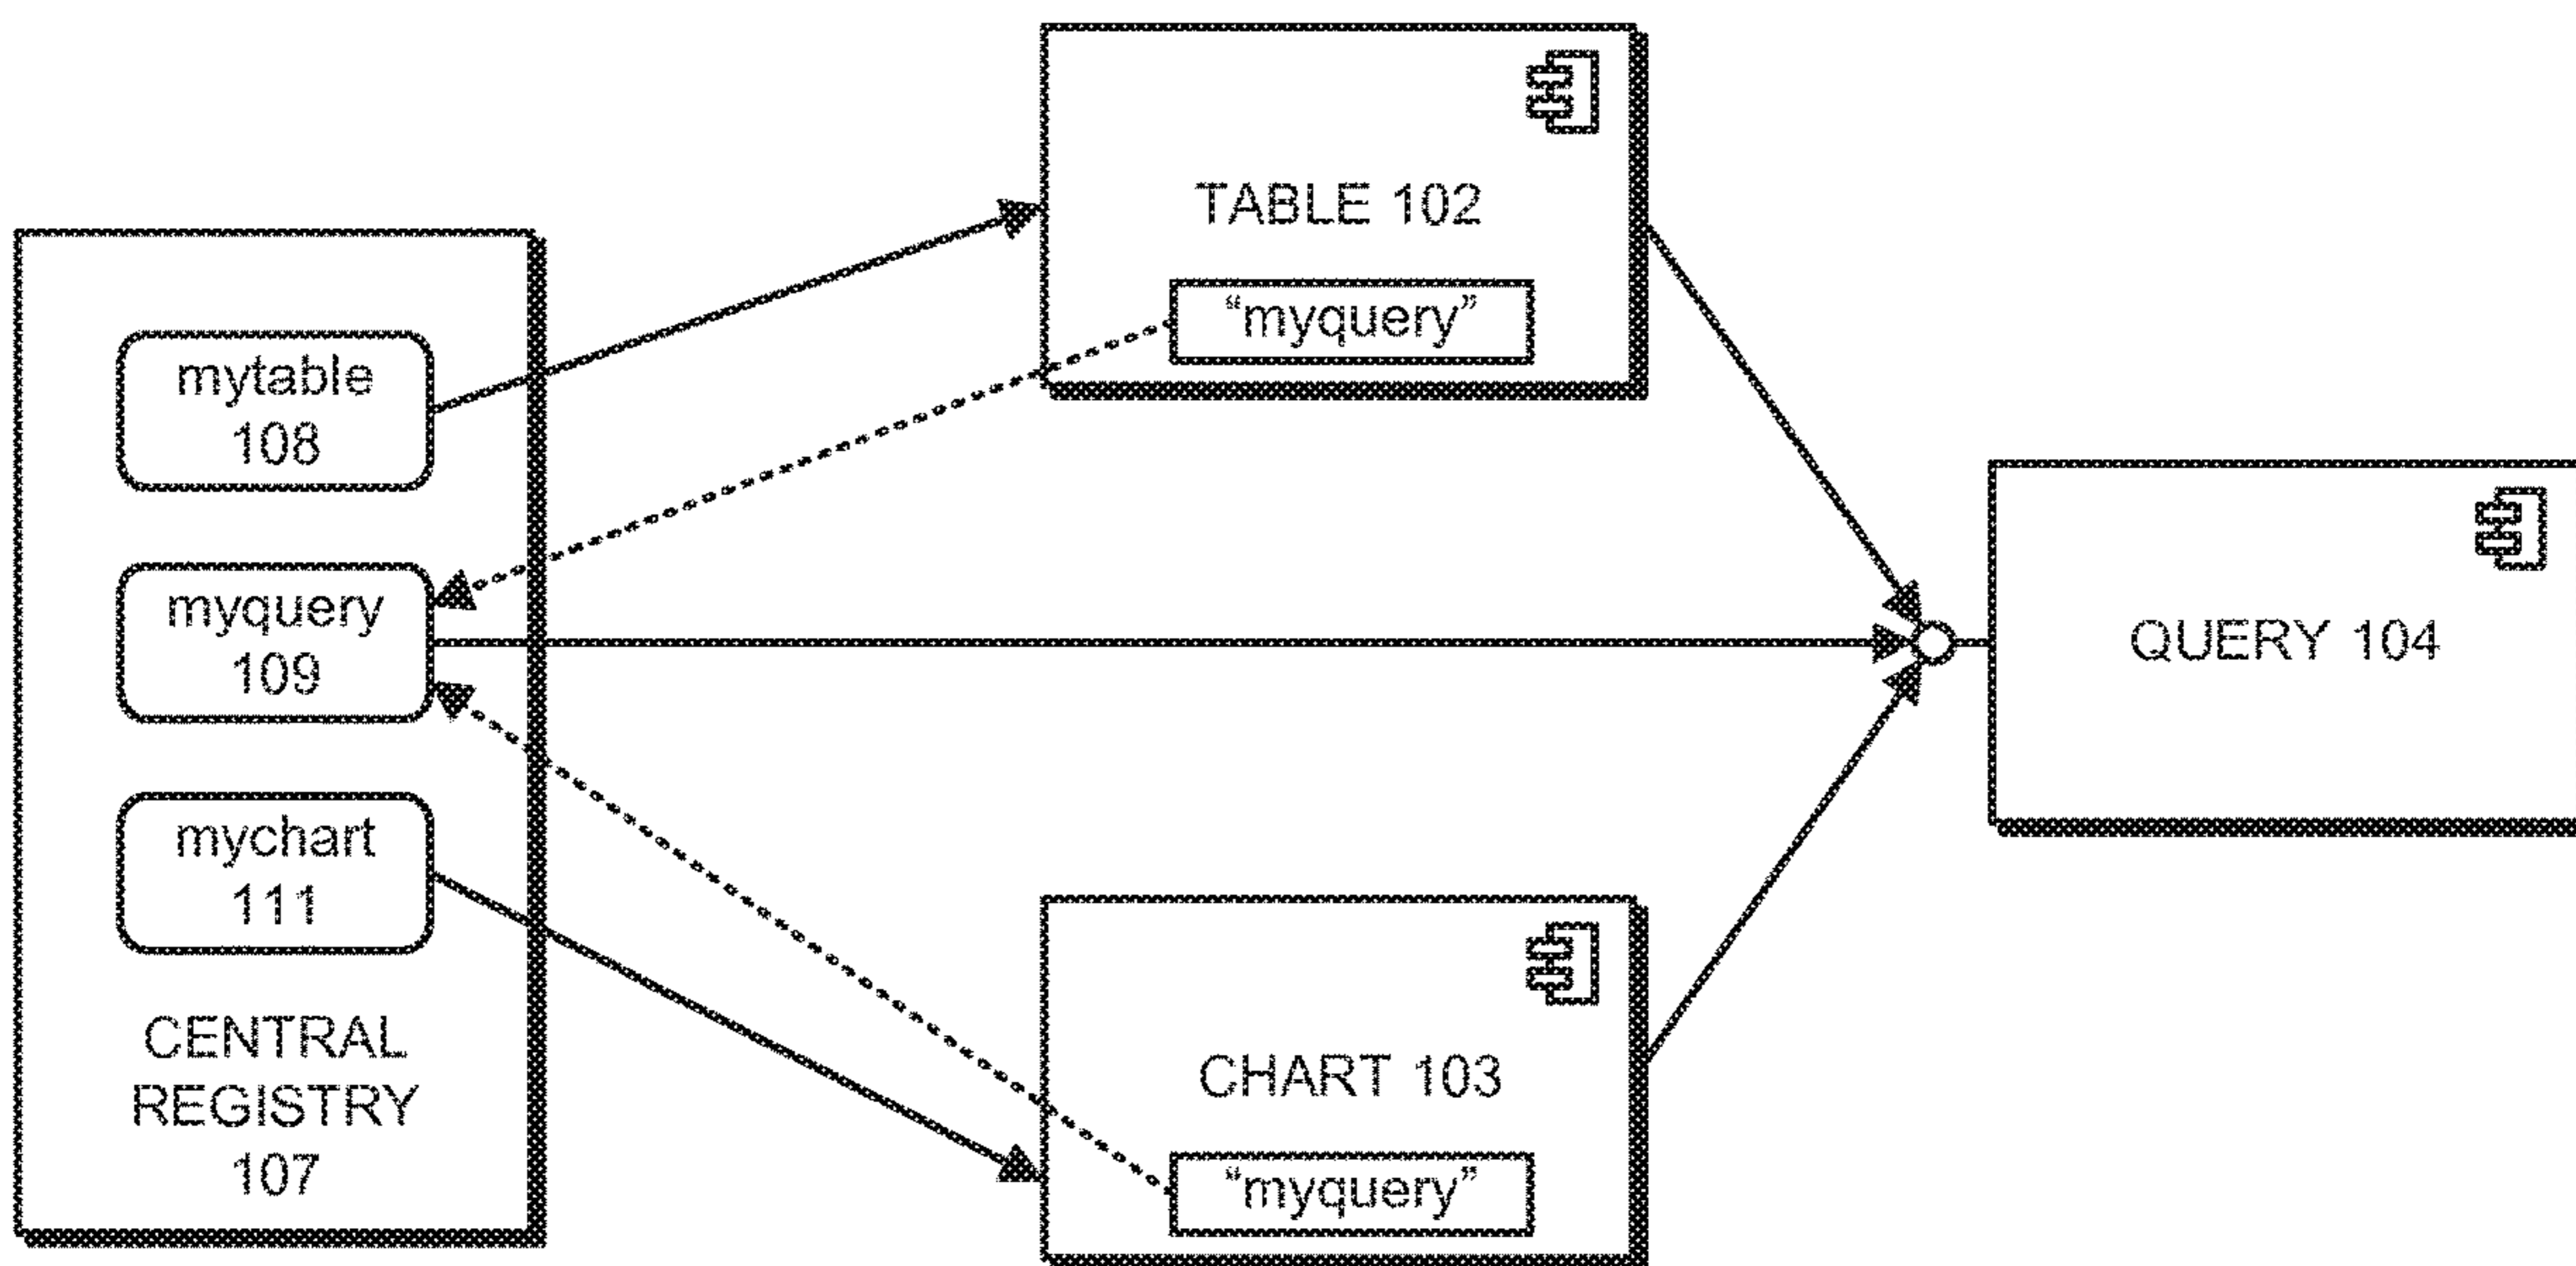 TABLE 102
“myquery”
mytable
108
myquery
109
mychart
111
CENTRAL
REGISTRY
107
QUERY 104
CHART 103
“myquery”